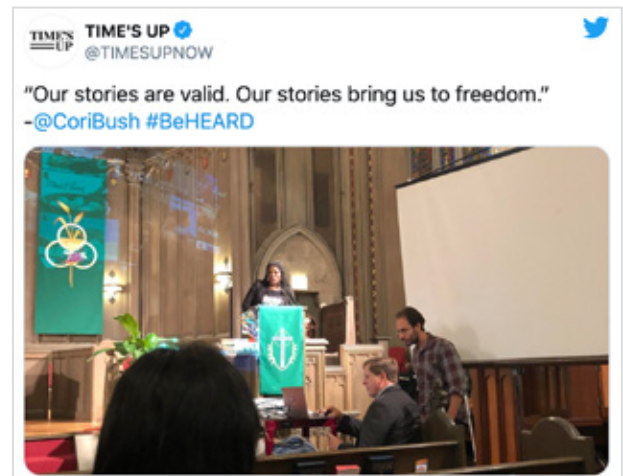 TIME'S UP
TIME'S UP
@TIMESUPNOW
“Our stories are valid. Our stories bring us to freedom.”
-@CoriBush #BeHEARD